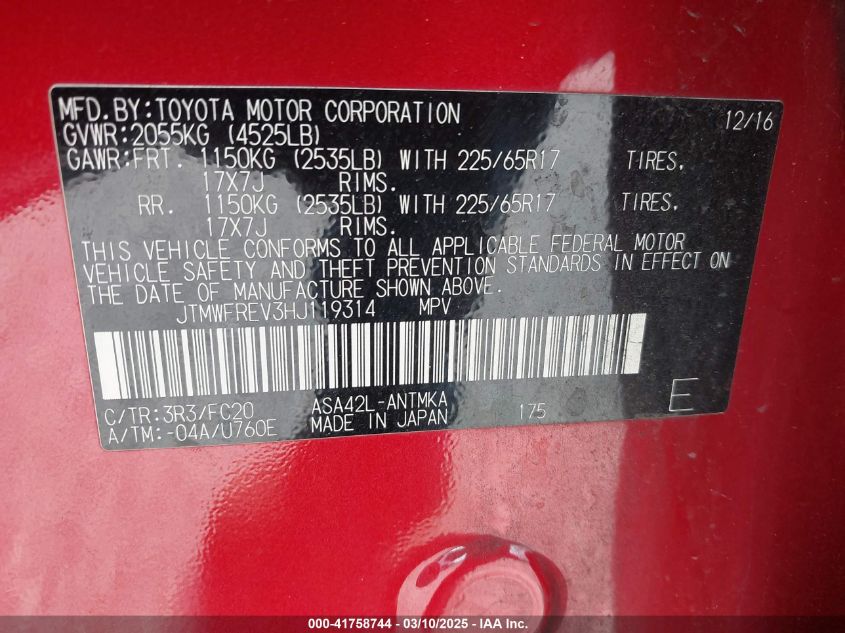 MFD.BY:TOYOTA MOTOR CORPORATION 12/16
GVWR:2055KG (4525LB)
GAWR:FRT. 1150KG (2535LB) WITH 225/65R17 TIRES,
17X7J RIMS.
RR. 1150KG (2535LB) WITH 225/65R17 TIRES,
17X7J RIMS.
THIS VEHICLE CONFORMS TO ALL APPLICABLE FEDERAL MOTOR
VEHICLE SAFETY AND THEFT PREVENTION STANDARDS IN EFFECT ON
THE DATE OF MANUFACTURE SHOWN ABOVE.
JTMWFREV3HJ119314 MPV
C/TR:3R3/FC20 ASA42L-ANTMKA 175 E
A/TM:-04A/U760E MADE IN JAPAN
000-41758744 — 03/10/2025 — IAA Inc.